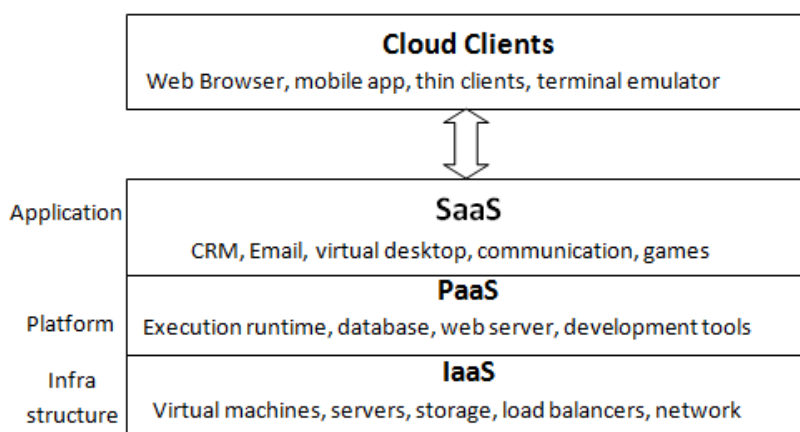 Cloud Clients
Web Browser, mobile app, thin clients, terminal emulator
Application
SaaS
CRM, Email, virtual desktop, communication, games
PaaS
Platform
Execution runtime, database, web server, development tools
IaaS
Infra
structure
Virtual machines, servers, storage, load balancers, network